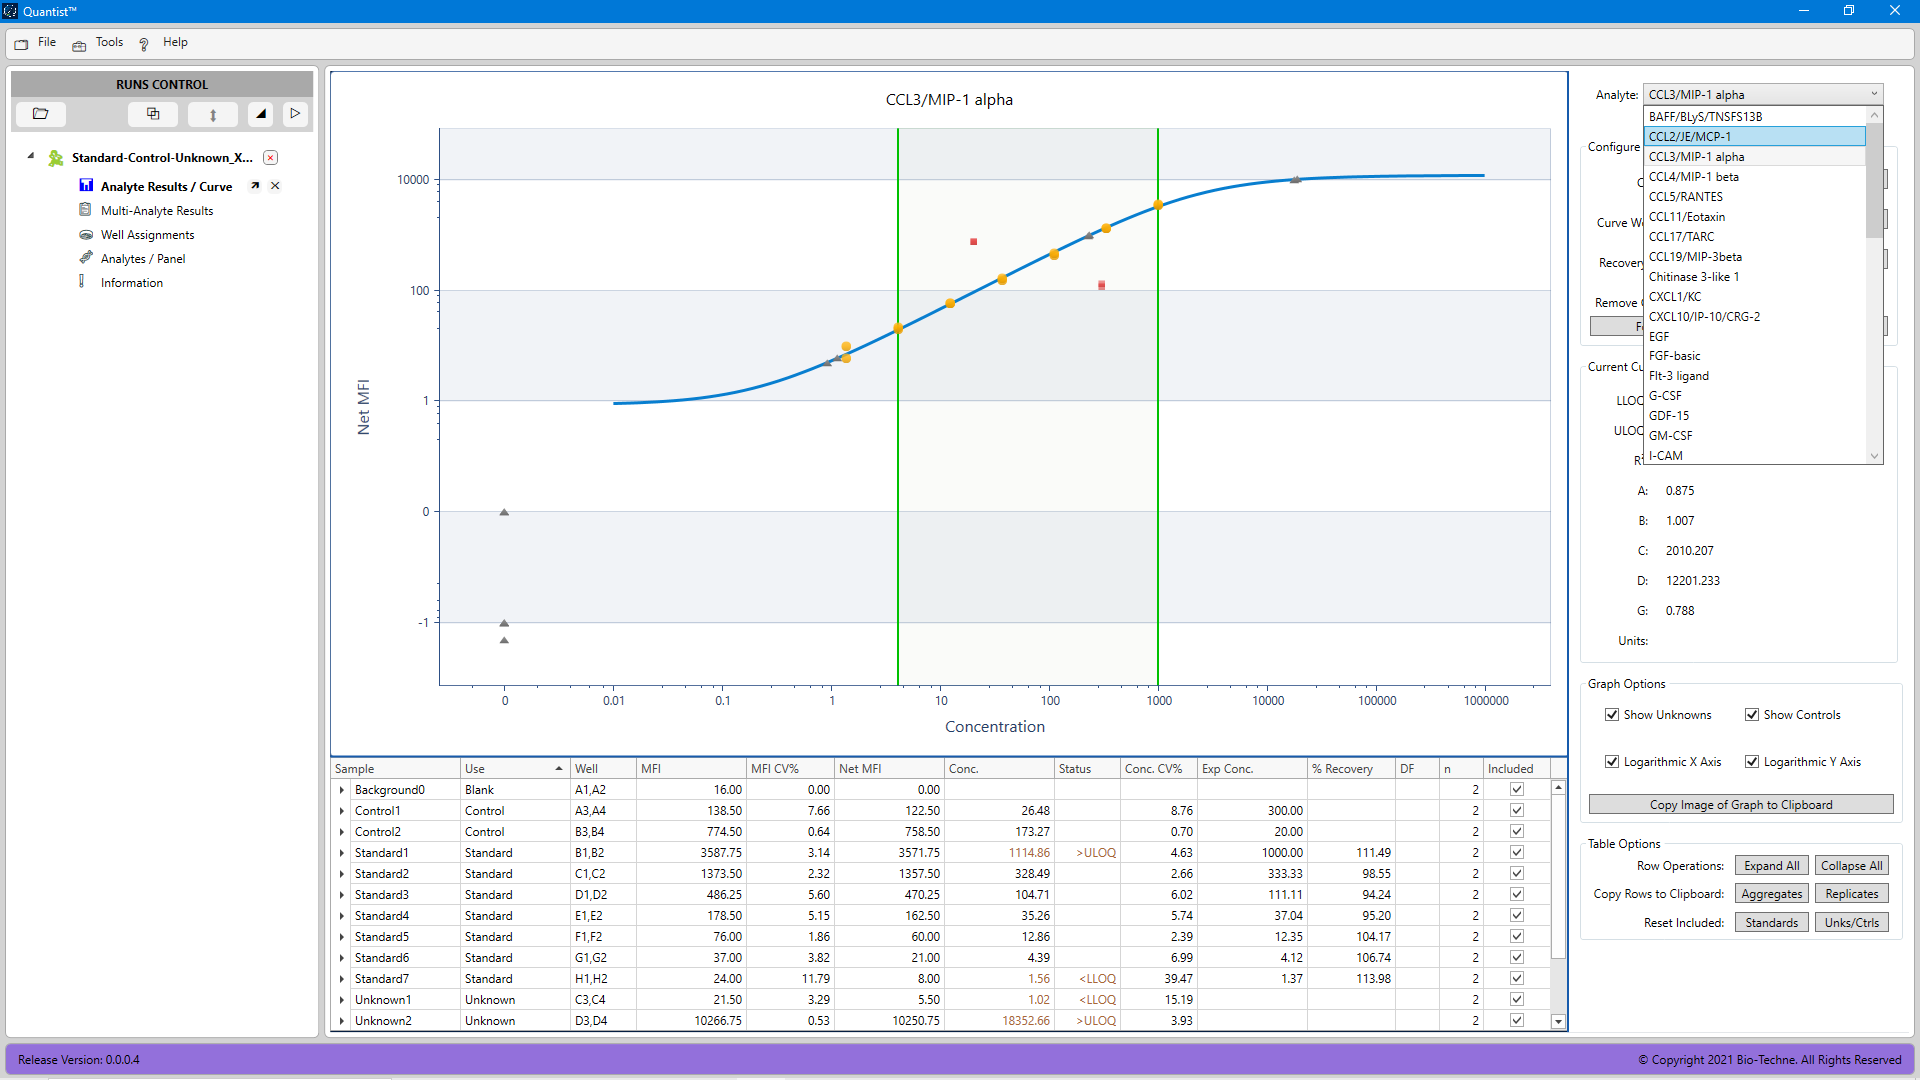 Quantist™
File Tools ? Help
RUNS CONTROL
Standard-Control-Unknown_X...
Analyte Results / Curve
Multi-Analyte Results
Well Assignments
Analytes / Panel
Information
CCL3/MIP-1 alpha
Net MFI
10000
100
1
0
-1
0 0.01 0.1 1 10 100 1000 10000 100000 1000000
Concentration
Sample Use Well MFI MFI CV% Net MFI Conc. Status Conc. CV% Exp Conc. % Recovery DF n Included
Background0 Blank A1,A2 16.00 0.00 0.00 2
Control1 Control A3,A4 138.50 7.66 122.50 26.48 8.76 300.00 2
Control2 Control B3,B4 774.50 0.64 758.50 173.27 0.70 20.00 2
Standard1 Standard B1,B2 3587.75 3.14 3571.75 1114.86 >ULOQ 4.63 1000.00 111.49 2
Standard2 Standard C1,C2 1373.50 2.32 1357.50 328.49 2.66 333.33 98.55 2
Standard3 Standard D1,D2 486.25 5.60 470.25 104.71 6.02 111.11 94.24 2
Standard4 Standard E1,E2 178.50 5.15 162.50 35.26 5.74 37.04 95.20 2
Standard5 Standard F1,F2 76.00 1.86 60.00 12.86 2.39 12.35 104.17 2
Standard6 Standard G1,G2 37.00 3.82 21.00 4.39 6.99 4.12 106.74 2
Standard7 Standard H1,H2 24.00 11.79 8.00 1.56 <LLOQ 39.47 1.37 113.98 2
Unknown1 Unknown C3,C4 21.50 3.29 5.50 1.02 <LLOQ 15.19 2
Unknown2 Unknown D3,D4 10266.75 0.53 10250.75 18352.66 >ULOQ 3.93 2
Analyte: CCL3/MIP-1 alpha
BAFF/BLyS/TNSFS13B
CCL2/JE/MCP-1
CCL3/MIP-1 alpha
CCL4/MIP-1 beta
CCL5/RANTES
CCL11/Eotaxin
CCL17/TARC
CCL19/MIP-3beta
Chitinase 3-like 1
CXCL1/KC
CXCL10/IP-10/CRG-2
EGF
FGF-basic
Flt-3 ligand
G-CSF
GDF-15
GM-CSF
I-CAM
Configure
Curve W
Recovery
Remove
Current Cu
LLOQ
ULOQ
A: 0.875
B: 1.007
C: 2010.207
D: 12201.233
G: 0.788
Units:
Graph Options
Show Unknowns Show Controls
Logarithmic X Axis Logarithmic Y Axis
Copy Image of Graph to Clipboard
Table Options
Row Operations: Expand All Collapse All
Copy Rows to Clipboard: Aggregates Replicates
Reset Included: Standards Unks/Ctrls
Release Version: 0.0.0.4
© Copyright 2021 Bio-Techne. All Rights Reserved